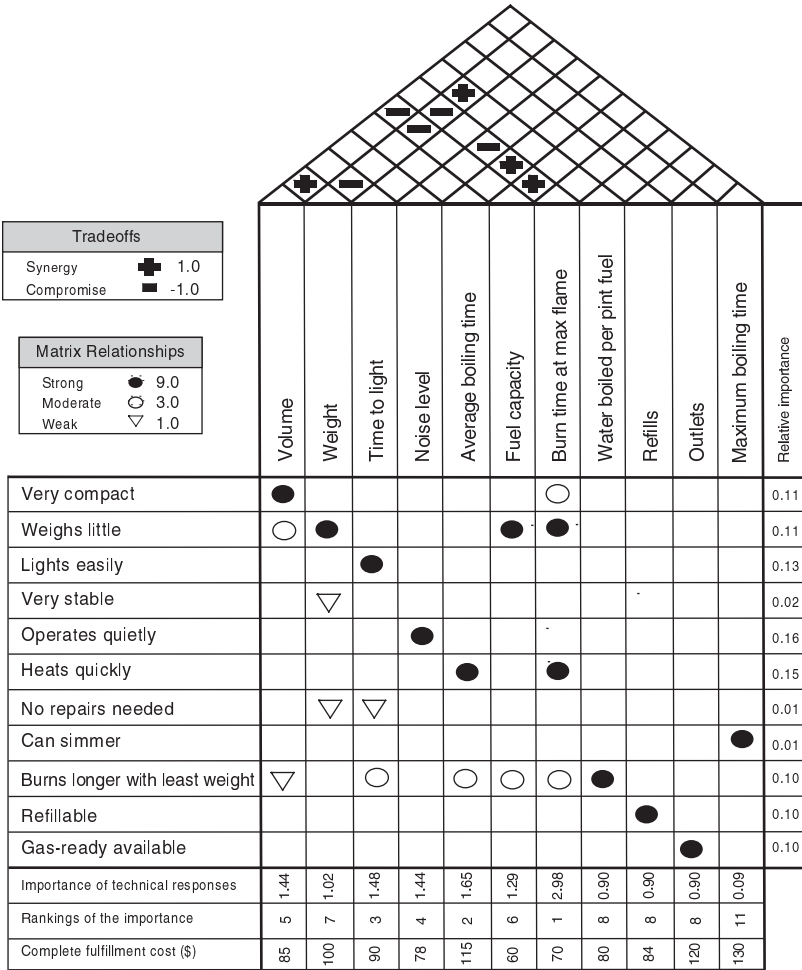 Tradeoffs
Synergy 1.0
Compromise -1.0
Matrix Relationships
Strong 9.0
Moderate 3.0
Weak 1.0
Volume
Weight
Time to light
Noise level
Average boiling time
Fuel capacity
Burn time at max flame
Water boiled per pint fuel
Refills
Outlets
Maximum boiling time
Relative importance
Very compact 0.11
Weighs little 0.11
Lights easily 0.13
Very stable 0.02
Operates quietly 0.16
Heats quickly 0.15
No repairs needed 0.01
Can simmer 0.01
Burns longer with least weight 0.10
Refillable 0.10
Gas-ready available 0.10
Importance of technical responses 1.44 1.02 1.48 1.44 1.65 1.29 2.98 0.90 0.90 0.90 0.09
Rankings of the importance 5 7 3 4 2 6 1 8 8 8 11
Complete fulfillment cost ($) 85 100 90 78 115 60 70 80 84 120 130